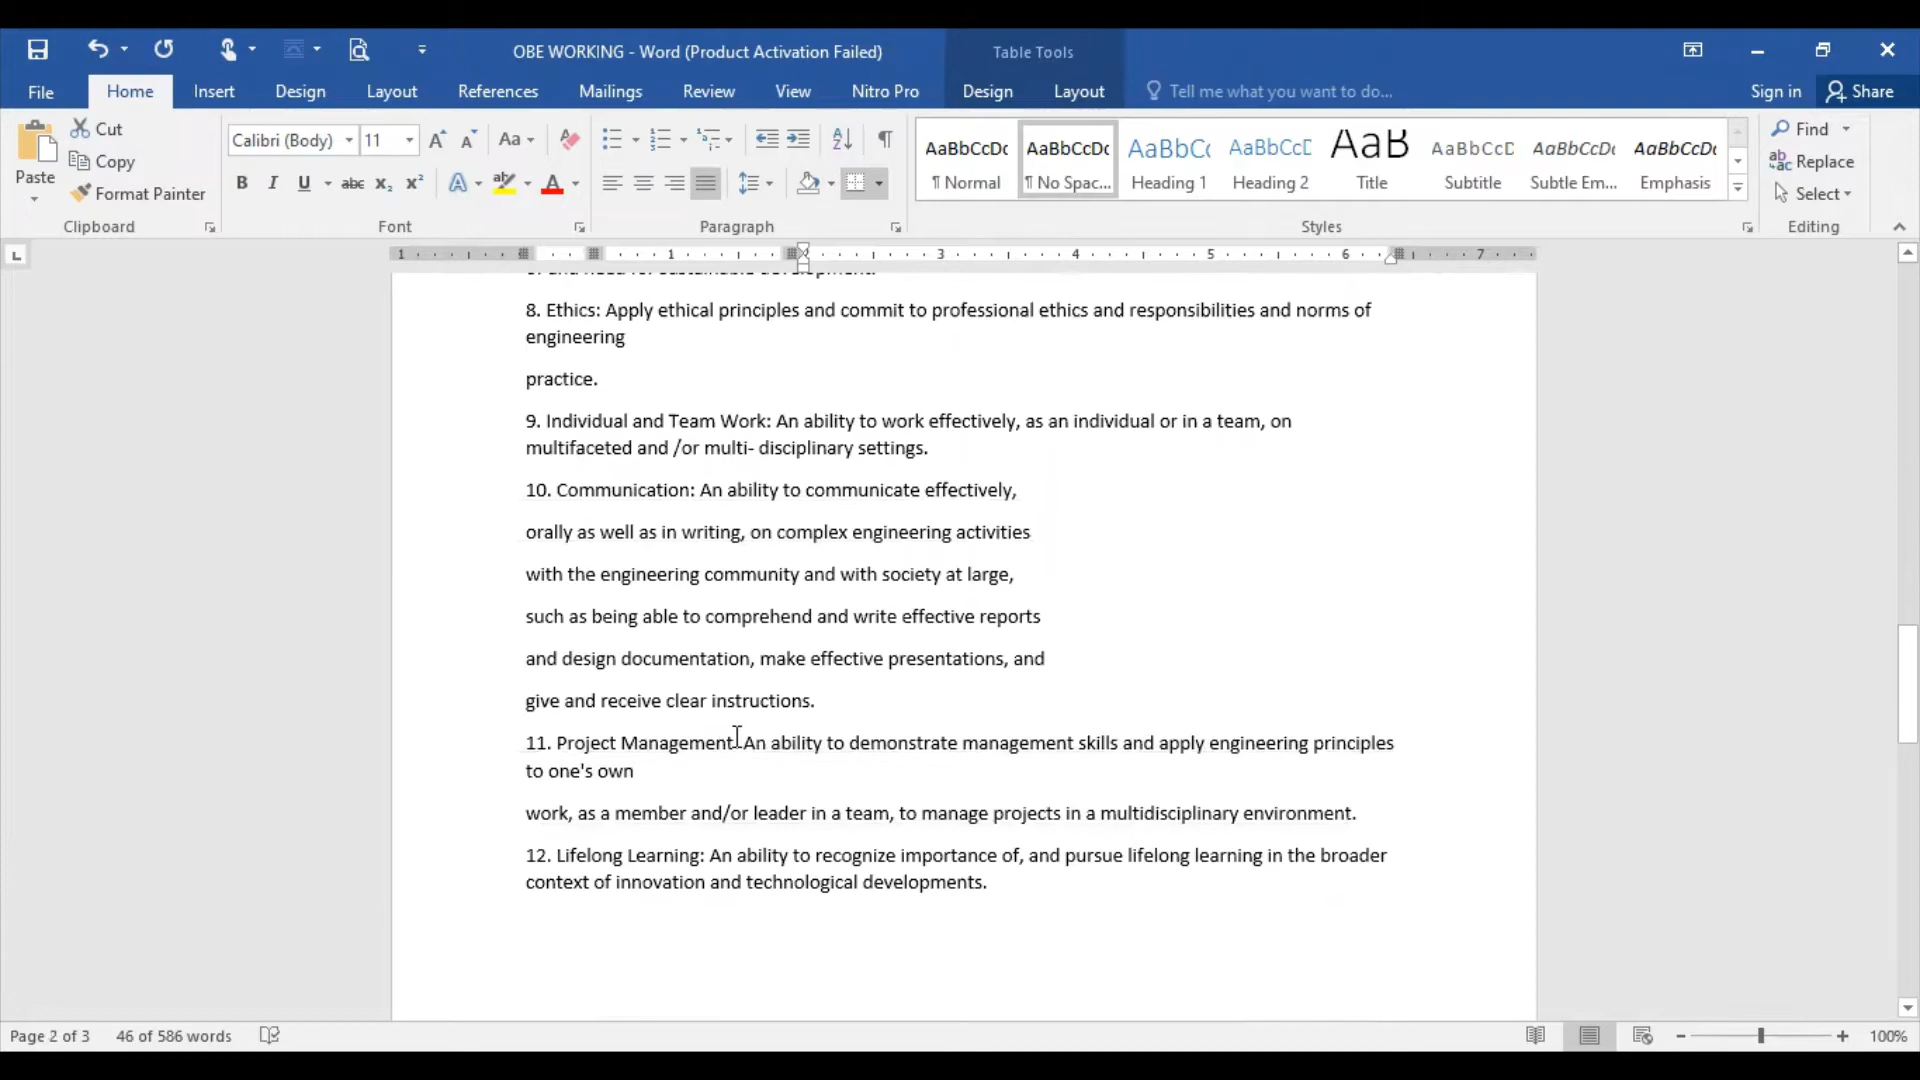 OBE WORKING - Word (Product Activation Failed)
Table Tools
File
Home
Insert
Design
Layout
References
Mailings
Review
View
Nitro Pro
Design
Layout
Tell me what you want to do...
Sign in
Share
Paste
Cut
Copy
Format Painter
Clipboard
Calibri (Body)
11
Font
Paragraph
AaBbCcDc
¶ Normal
AaBbCcDc
¶ No Spac...
AaBbCc
Heading 1
AaBbCcD
Heading 2
AaB
Title
AaBbCcD
Subtitle
AaBbCcDc
Subtle Em...
AaBbCcDc
Emphasis
Styles
Find
Replace
Select
Editing
1 1 3 4 5 6 7
8. Ethics: Apply ethical principles and commit to professional ethics and responsibilities and norms of
engineering
practice.
9. Individual and Team Work: An ability to work effectively, as an individual or in a team, on
multifaceted and /or multi- disciplinary settings.
10. Communication: An ability to communicate effectively,
orally as well as in writing, on complex engineering activities
with the engineering community and with society at large,
such as being able to comprehend and write effective reports
and design documentation, make effective presentations, and
give and receive clear instructions.
11. Project Management: An ability to demonstrate management skills and apply engineering principles
to one's own
work, as a member and/or leader in a team, to manage projects in a multidisciplinary environment.
12. Lifelong Learning: An ability to recognize importance of, and pursue lifelong learning in the broader
context of innovation and technological developments.
Page 2 of 3
46 of 586 words
100%